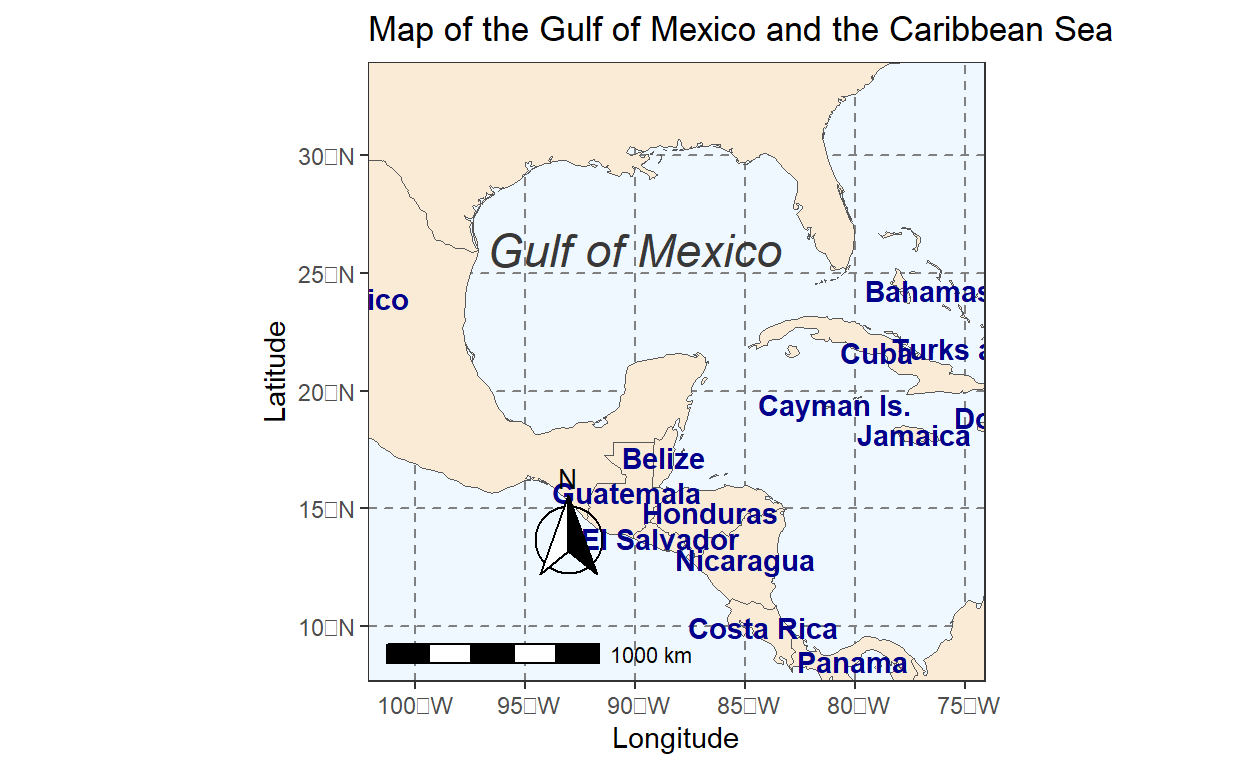 Map of the Gulf of Mexico and the Caribbean Sea
30□N
Gulf of Mexico
25□N
Bahamas
ico
Latitude
Cuba
Turks a
20□N
Cayman Is.
Do
Jamaica
Belize
N
Guatemala
15□N
Honduras
El Salvador
Nicaragua
10□N
Costa Rica
1000 km
Panama
100□W 95□W 90□W 85□W 80□W 75□W
Longitude